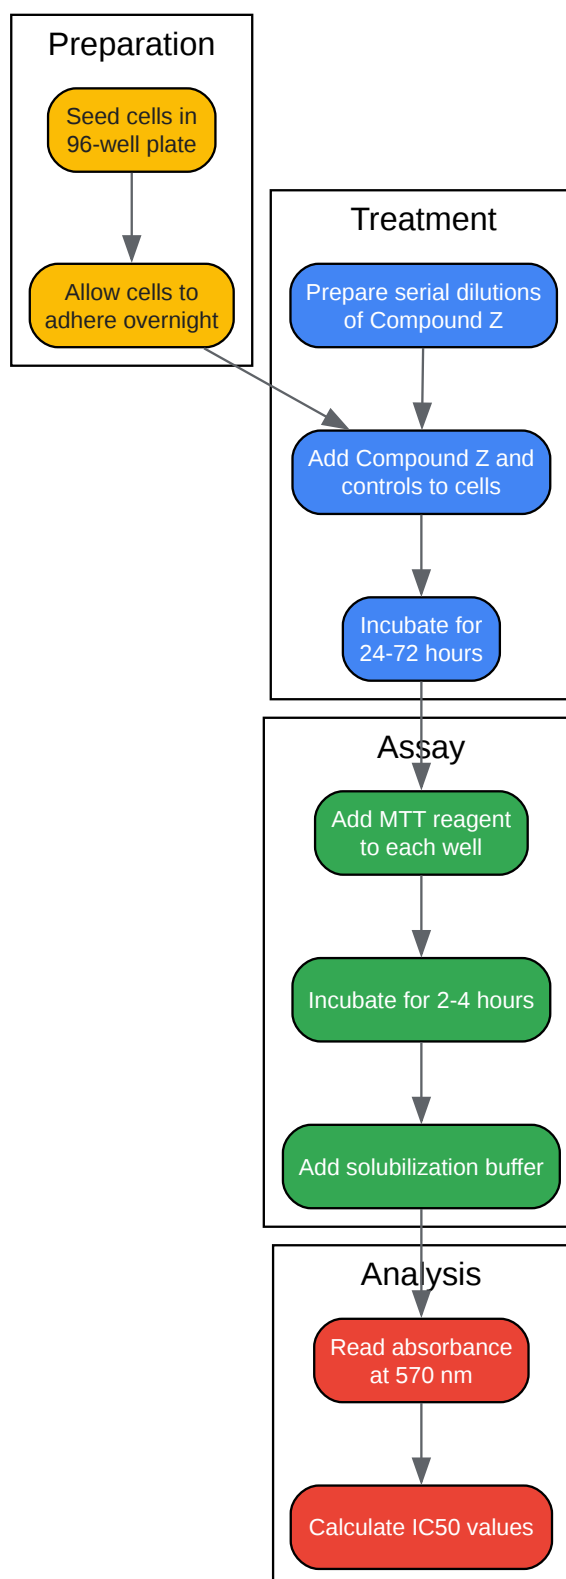 Preparation
Seed cells in
96-well plate
Allow cells to
adhere overnight
Treatment
Prepare serial dilutions
of Compound Z
Add Compound Z and
controls to cells
Incubate for
24-72 hours
Assay
Add MTT reagent
to each well
Incubate for 2-4 hours
Add solubilization buffer
Analysis
Read absorbance
at 570 nm
Calculate IC50 values